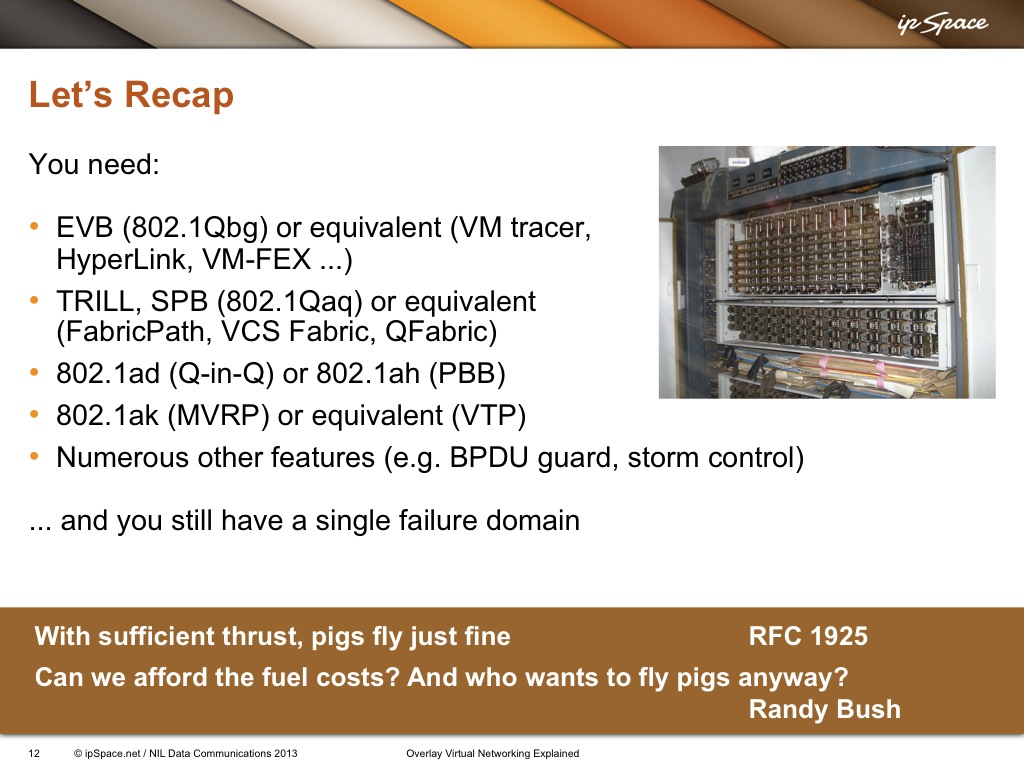 ipSpace
Let's Recap
You need:
• EVB (802.1Qbg) or equivalent (VM tracer,
HyperLink, VM-FEX ...)
• TRILL, SPB (802.1Qaq) or equivalent
(FabricPath, VCS Fabric, QFabric)
• 802.1ad (Q-in-Q) or 802.1ah (PBB)
• 802.1ak (MVRP) or equivalent (VTP)
• Numerous other features (e.g. BPDU guard, storm control)
... and you still have a single failure domain
With sufficient thrust, pigs fly just fine RFC 1925
Can we afford the fuel costs? And who wants to fly pigs anyway?
Randy Bush
12 © ipSpace.net / NIL Data Communications 2013 Overlay Virtual Networking Explained